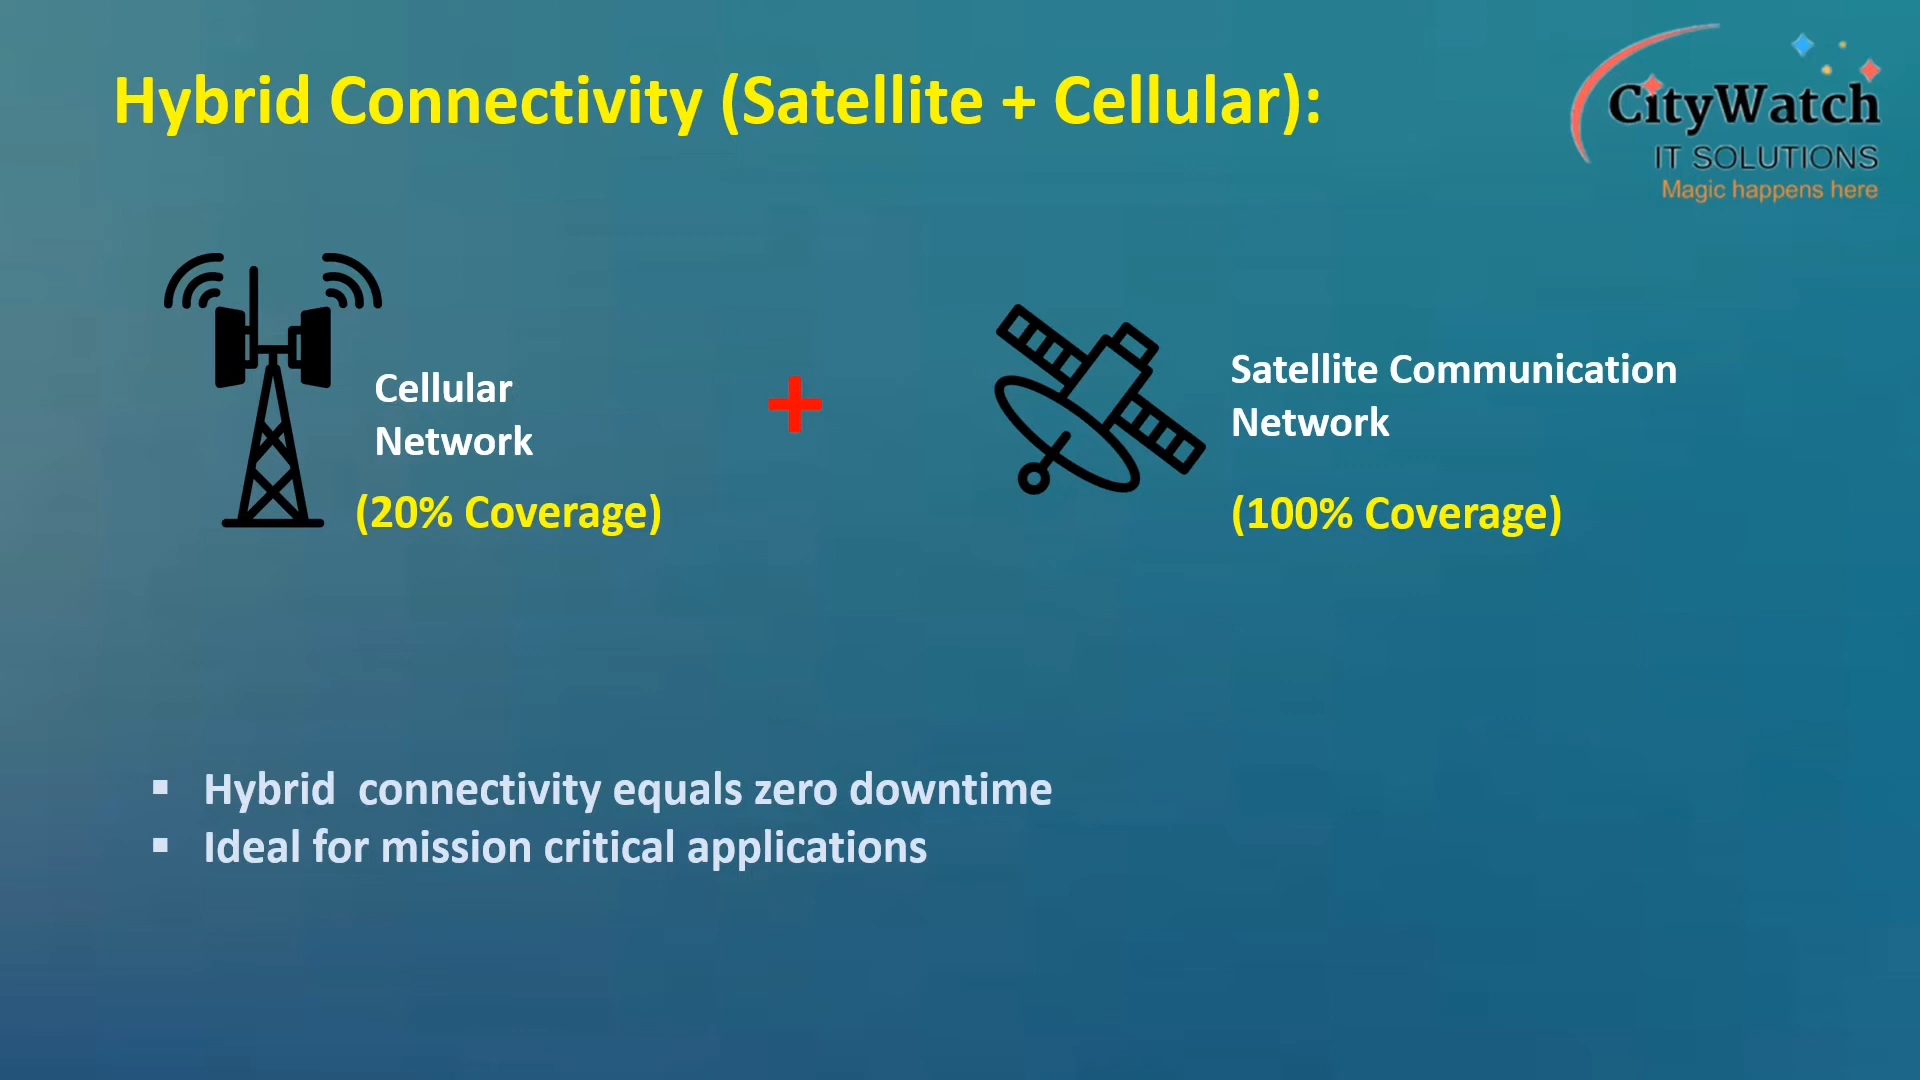 Hybrid Connectivity (Satellite + Cellular):
CityWatch
IT SOLUTIONS
Magic happens here
Cellular
Network
(20% Coverage)
+
Satellite Communication
Network
(100% Coverage)
▪ Hybrid connectivity equals zero downtime
▪ Ideal for mission critical applications